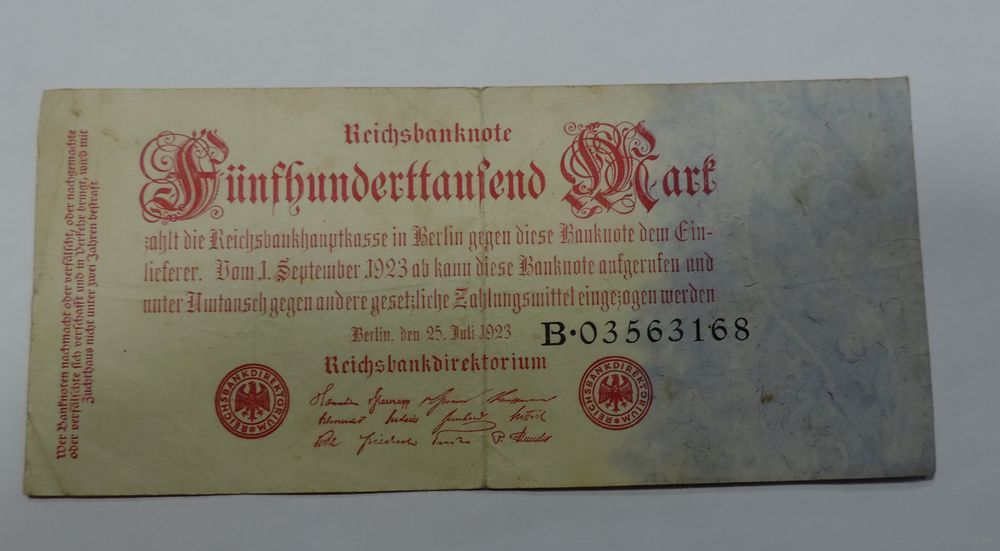 Reichsbanknote
Fünfhunderttausend Mark
zahlt die Reichsbankhauptkasse in Berlin gegen diese Banknote dem Ein-
lieferer. Vom 1. September 1923 ab kann diese Banknote aufgerufen und
unter Umtausch gegen andere gesetzliche Zahlungsmittel eingezogen werden
Berlin, den 25. Juli 1923
B·03563168
Reichsbankdirektorium
REICHSBANKDIREKTORIUM
REICHSBANKDIREKTORIUM
Wer Banknoten nachmacht oder verfälscht, oder nachgemachte
oder verfälschte sich verschafft und in Verkehr bringt, wird mit
Zuchthaus nicht unter zwei Jahren bestraft